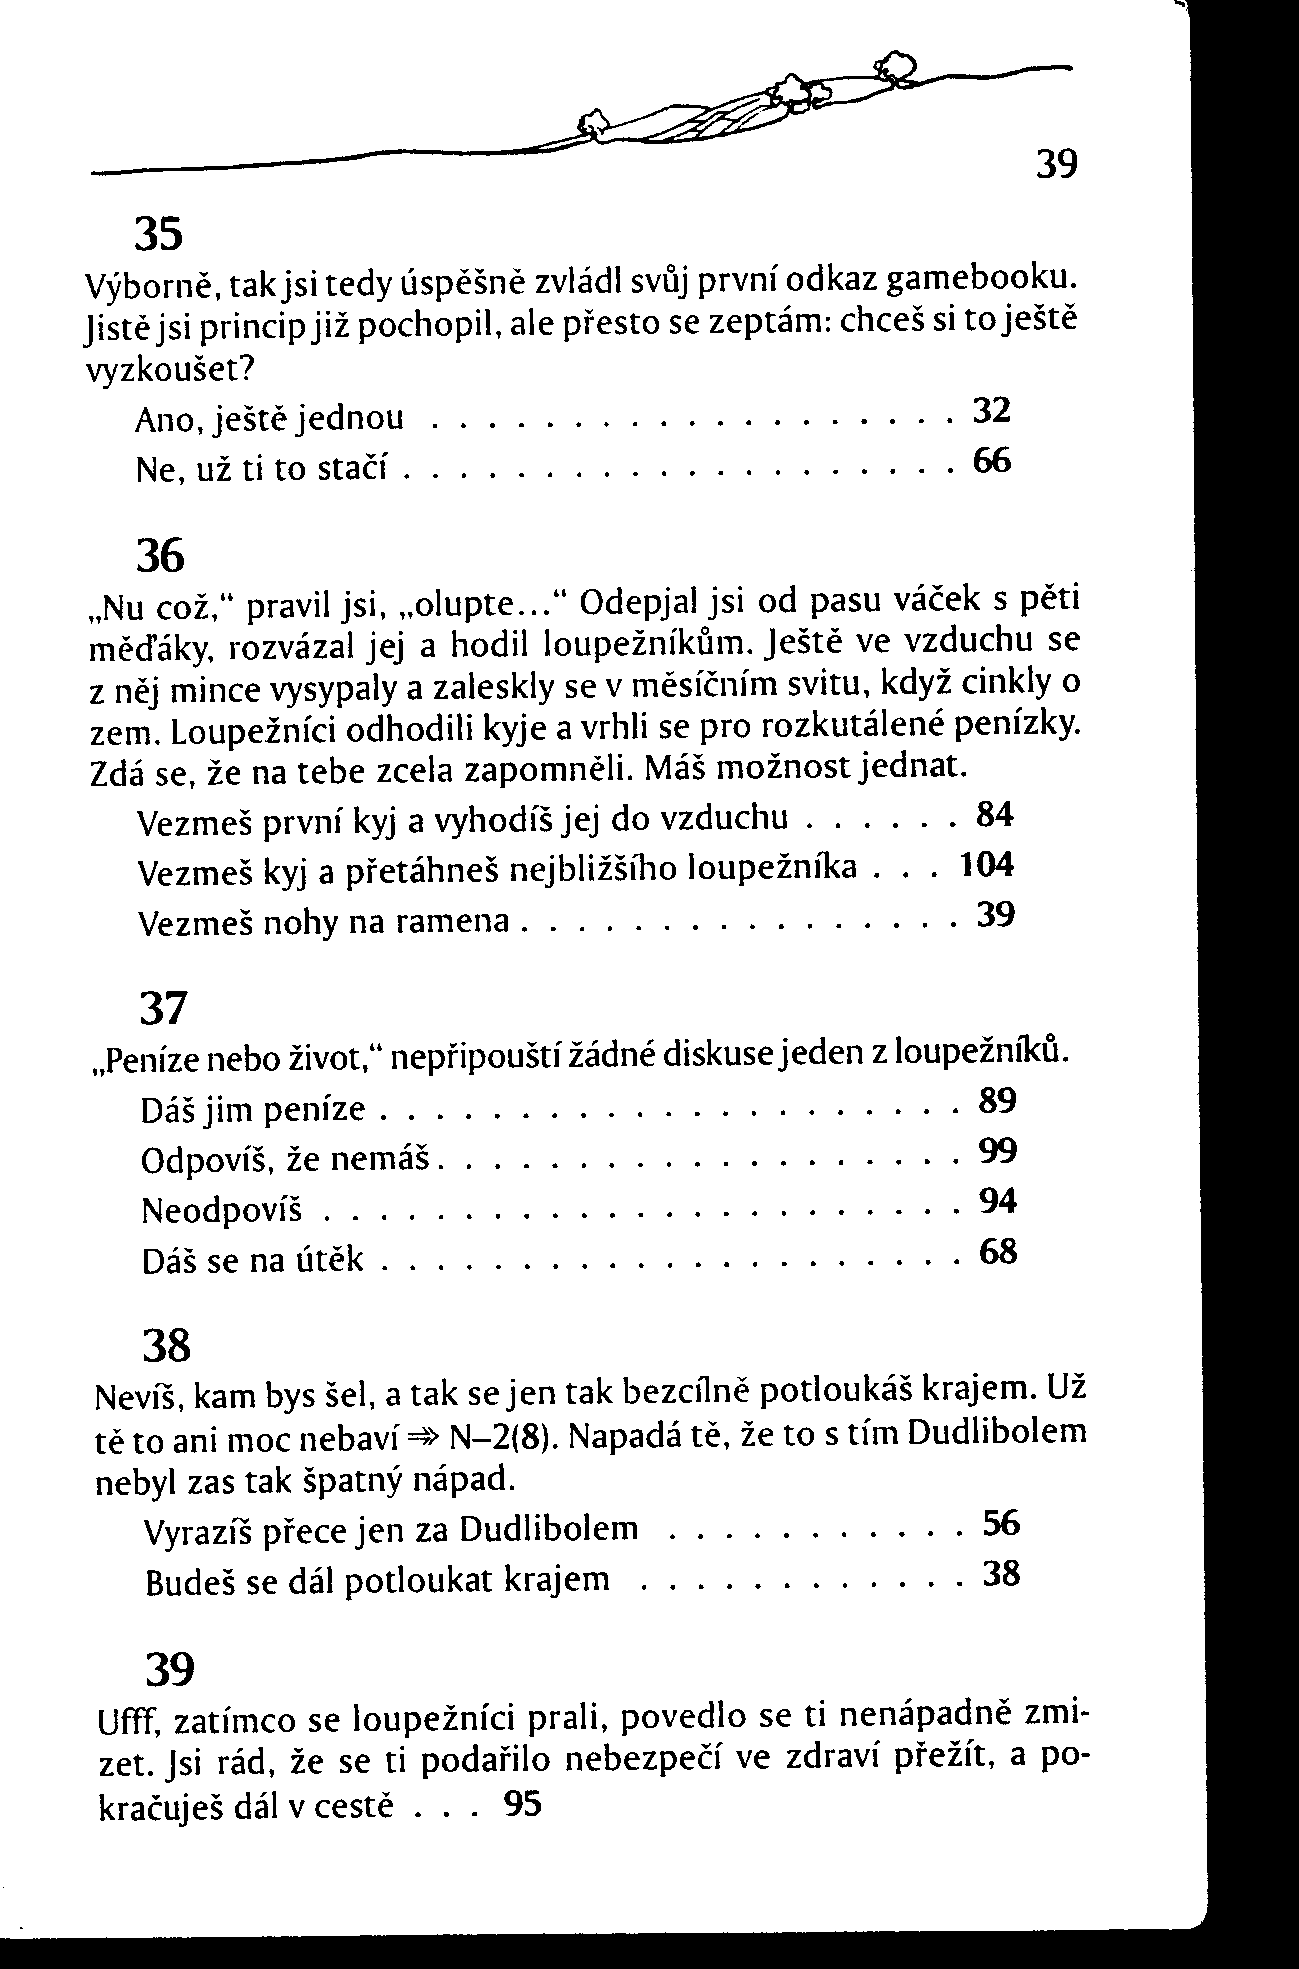 39
35
Výborně, tak jsi tedy úspěšně zvládl svůj první odkaz gamebooku.
Jistě jsi princip již pochopil, ale přesto se zeptám: chceš si to ještě
vyzkoušet?
Ano, ještě jednou . . . . . . . . . . . . . . . . . . . 32
Ne, už ti to stačí . . . . . . . . . . . . . . . . . . . . 66
36
„Nu což,“ pravil jsi, „olupte...“ Odepjal jsi od pasu váček s pěti
měďáky, rozvázal jej a hodil loupežníkům. Ještě ve vzduchu se
z něj mince vysypaly a zaleskly se v měsíčním svitu, když cinkly o
zem. Loupežníci odhodili kyje a vrhli se pro rozkutálené penízky.
Zdá se, že na tebe zcela zapomněli. Máš možnost jednat.
Vezmeš první kyj a vyhodíš jej do vzduchu . . . . . . 84
Vezmeš kyj a přetáhneš nejbližšího loupežníka . . . 104
Vezmeš nohy na ramena . . . . . . . . . . . . . . . . 39
37
„Peníze nebo život,“ nepřipouští žádné diskuse jeden z loupežníků.
Dáš jim peníze . . . . . . . . . . . . . . . . . . . . . 89
Odpovíš, že nemáš . . . . . . . . . . . . . . . . . . . 99
Neodpovíš . . . . . . . . . . . . . . . . . . . . . . . 94
Dáš se na útěk . . . . . . . . . . . . . . . . . . . . . 68
38
Nevíš, kam bys šel, a tak se jen tak bezcílně potloukáš krajem. Už
tě to ani moc nebaví ⇒ N–2(8). Napadá tě, že to s tím Dudlibolem
nebyl zas tak špatný nápad.
Vyrazíš přece jen za Dudlibolem . . . . . . . . . . . 56
Budeš se dál potloukat krajem . . . . . . . . . . . . 38
39
Ufff, zatímco se loupežníci prali, povedlo se ti nenápadně zmi-
zet. Jsi rád, že se ti podařilo nebezpečí ve zdraví přežít, a po-
kračuješ dál v cestě . . . 95